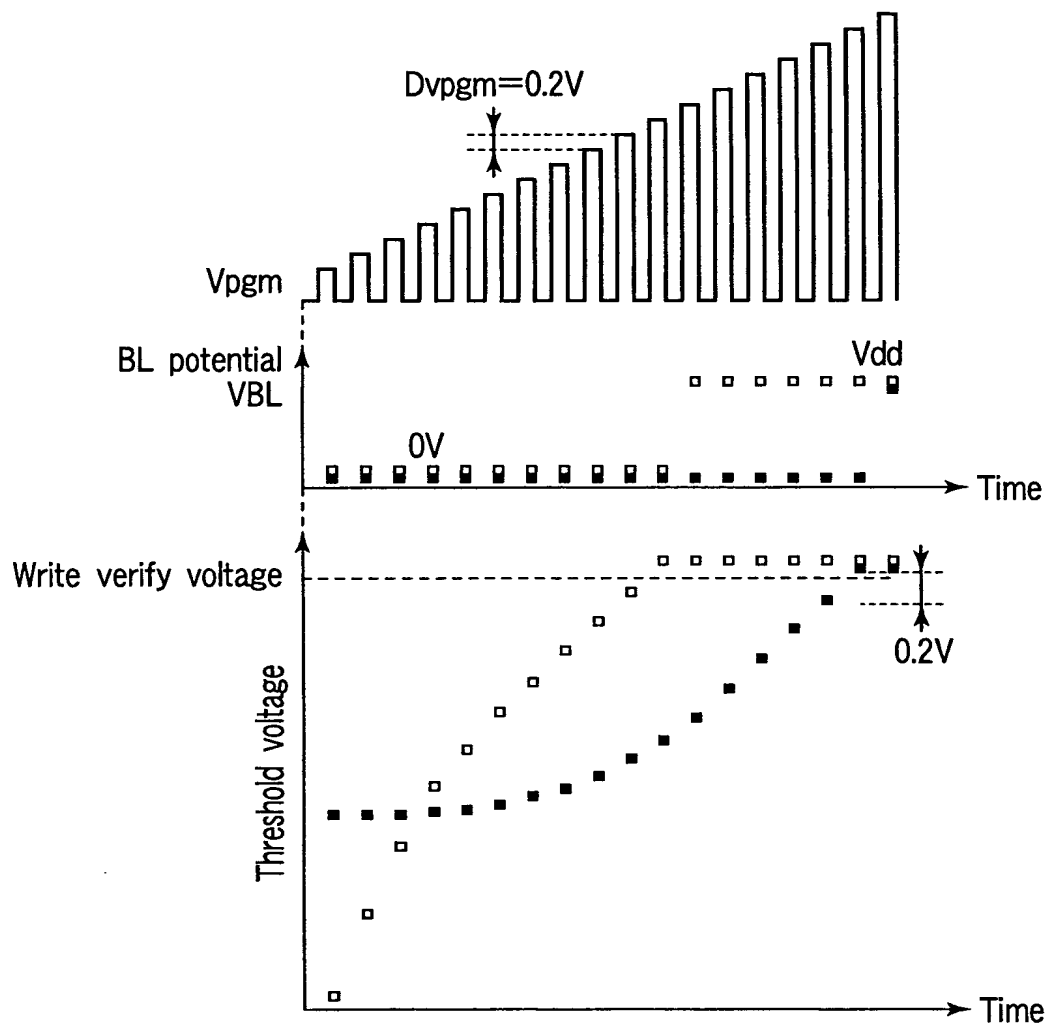 Dvpgm=0.2V
Vpgm
BL potential
VBL
Vdd
0V
Time
Write verify voltage
0.2V
Threshold voltage
Time